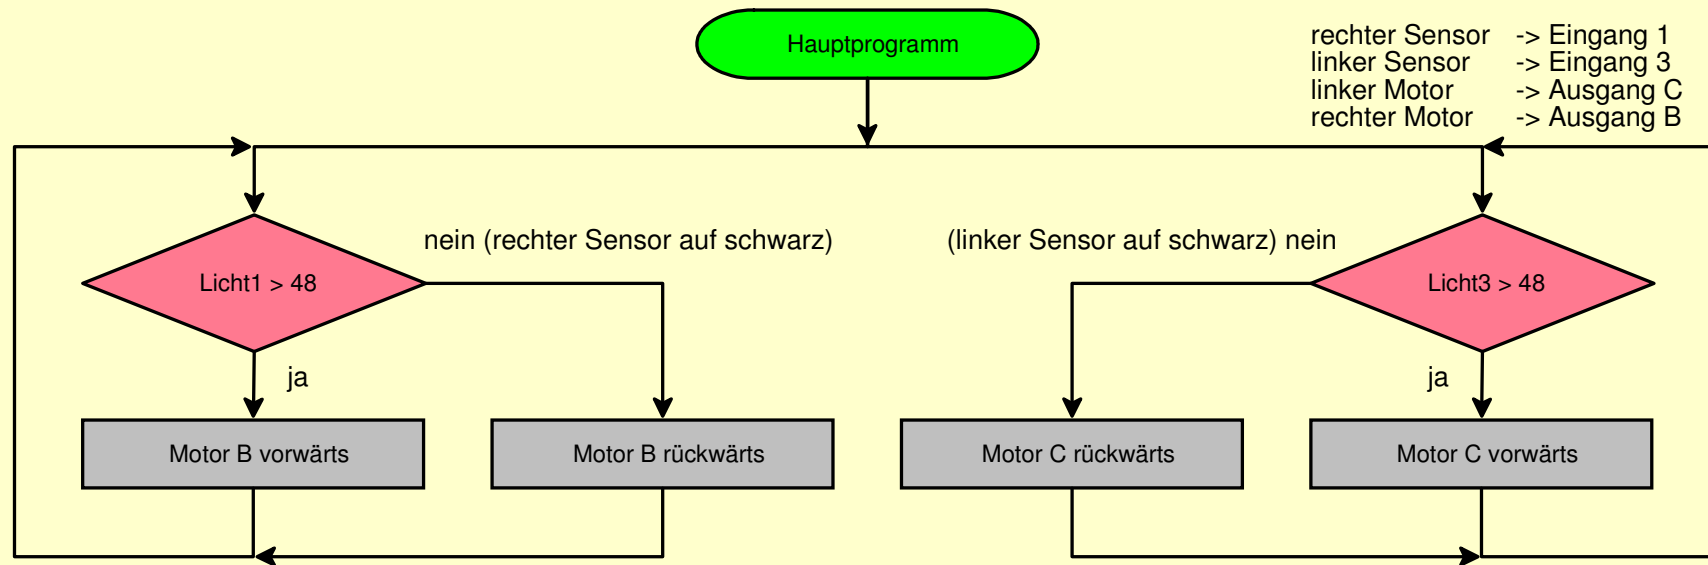 Hauptprogramm
rechter Sensor -> Eingang 1
linker Sensor -> Eingang 3
linker Motor -> Ausgang C
rechter Motor -> Ausgang B
nein (rechter Sensor auf schwarz)
(linker Sensor auf schwarz) nein
Licht1 > 48
Licht3 > 48
ja
ja
Motor B vorwärts
Motor B rückwärts
Motor C rückwärts
Motor C vorwärts